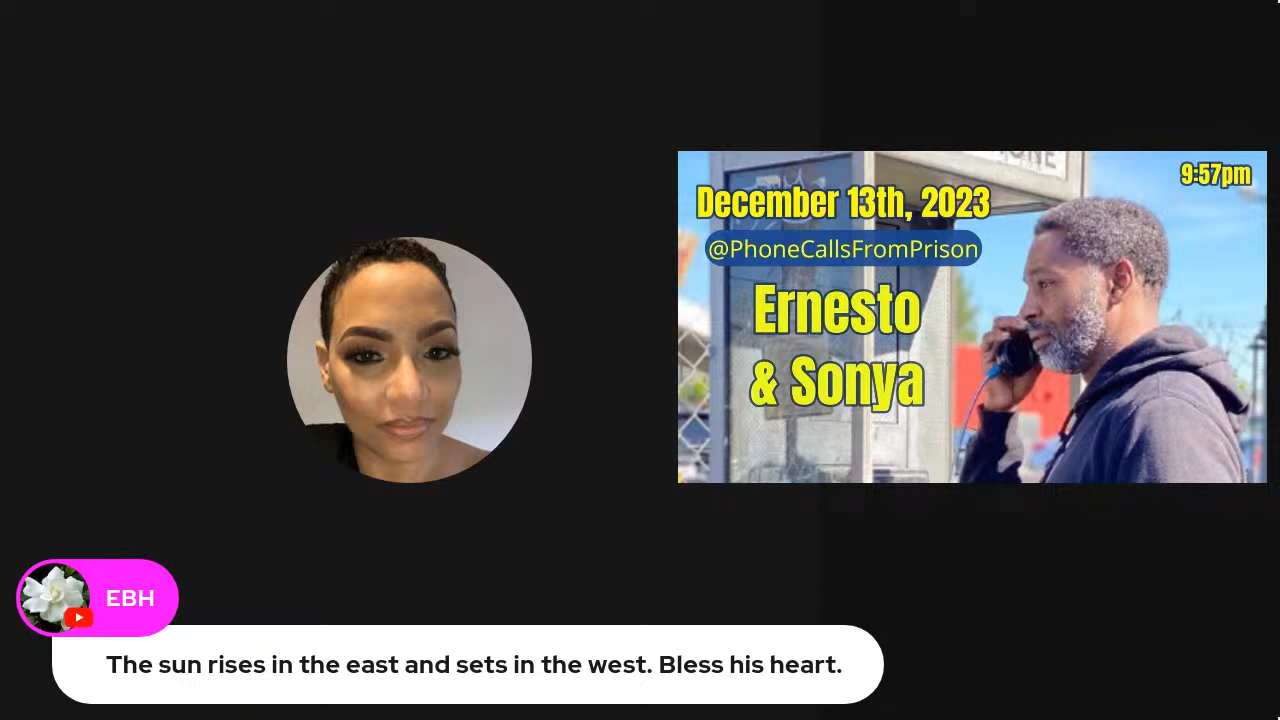 9:57pm
December 13th, 2023
@PhoneCallsFromPrison
Ernesto
& Sonya
EBH
The sun rises in the east and sets in the west. Bless his heart.